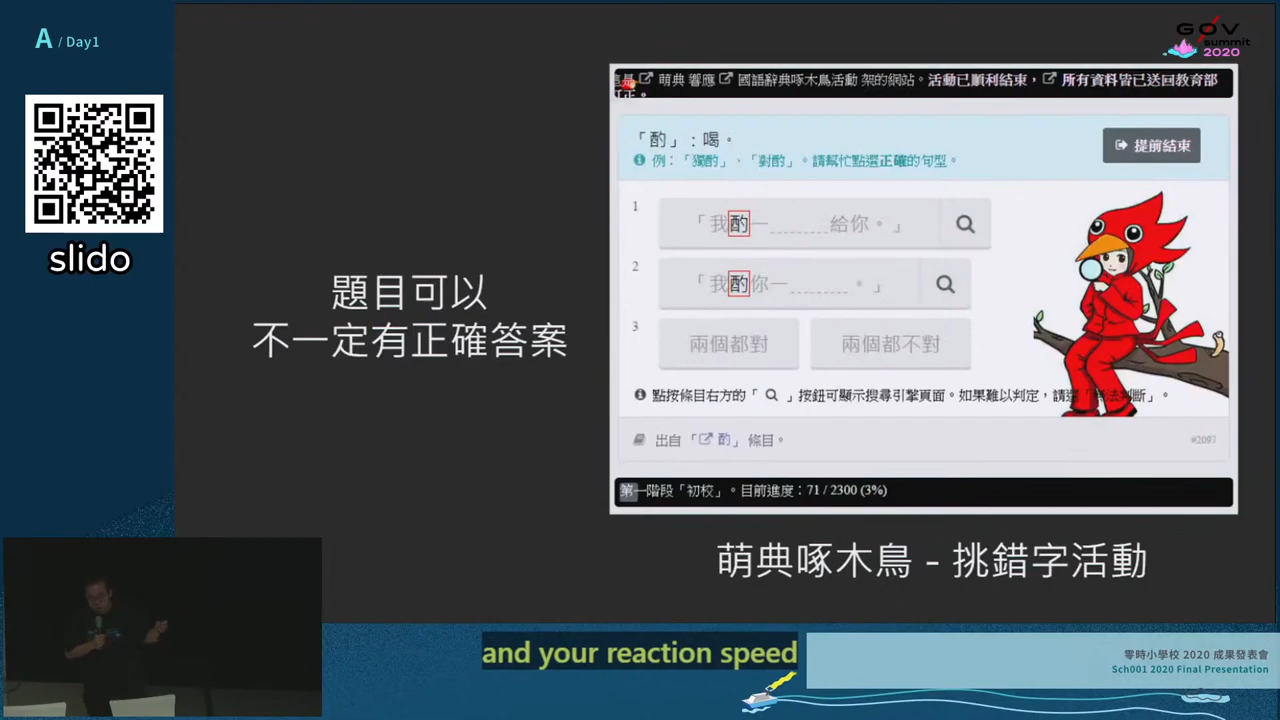 A / Day1
slido
GOV
summit
2020
題目可以
不一定有正確答案
萌典 響應 國語辭典啄木鳥活動 架的網站。活動已順利結束， 所有資料皆已送回教育部
訂正。
「酌」：喝。
例：「獨酌」、「對酌」。請幫忙點選正確的句型。
提前結束
1
「我酌一______給你。」
2
「我酌你一______。」
3
兩個都對
兩個都不對
點按條目右方的「 」按鈕可顯示搜尋引擎頁面。如果難以判定，請選「無法判斷」。
出自「酌」條目。
#2097
第一階段「初校」。目前進度：71 / 2300 (3%)
萌典啄木鳥 - 挑錯字活動
and your reaction speed
零時小學校 2020 成果發表會
Sch001 2020 Final Presentation